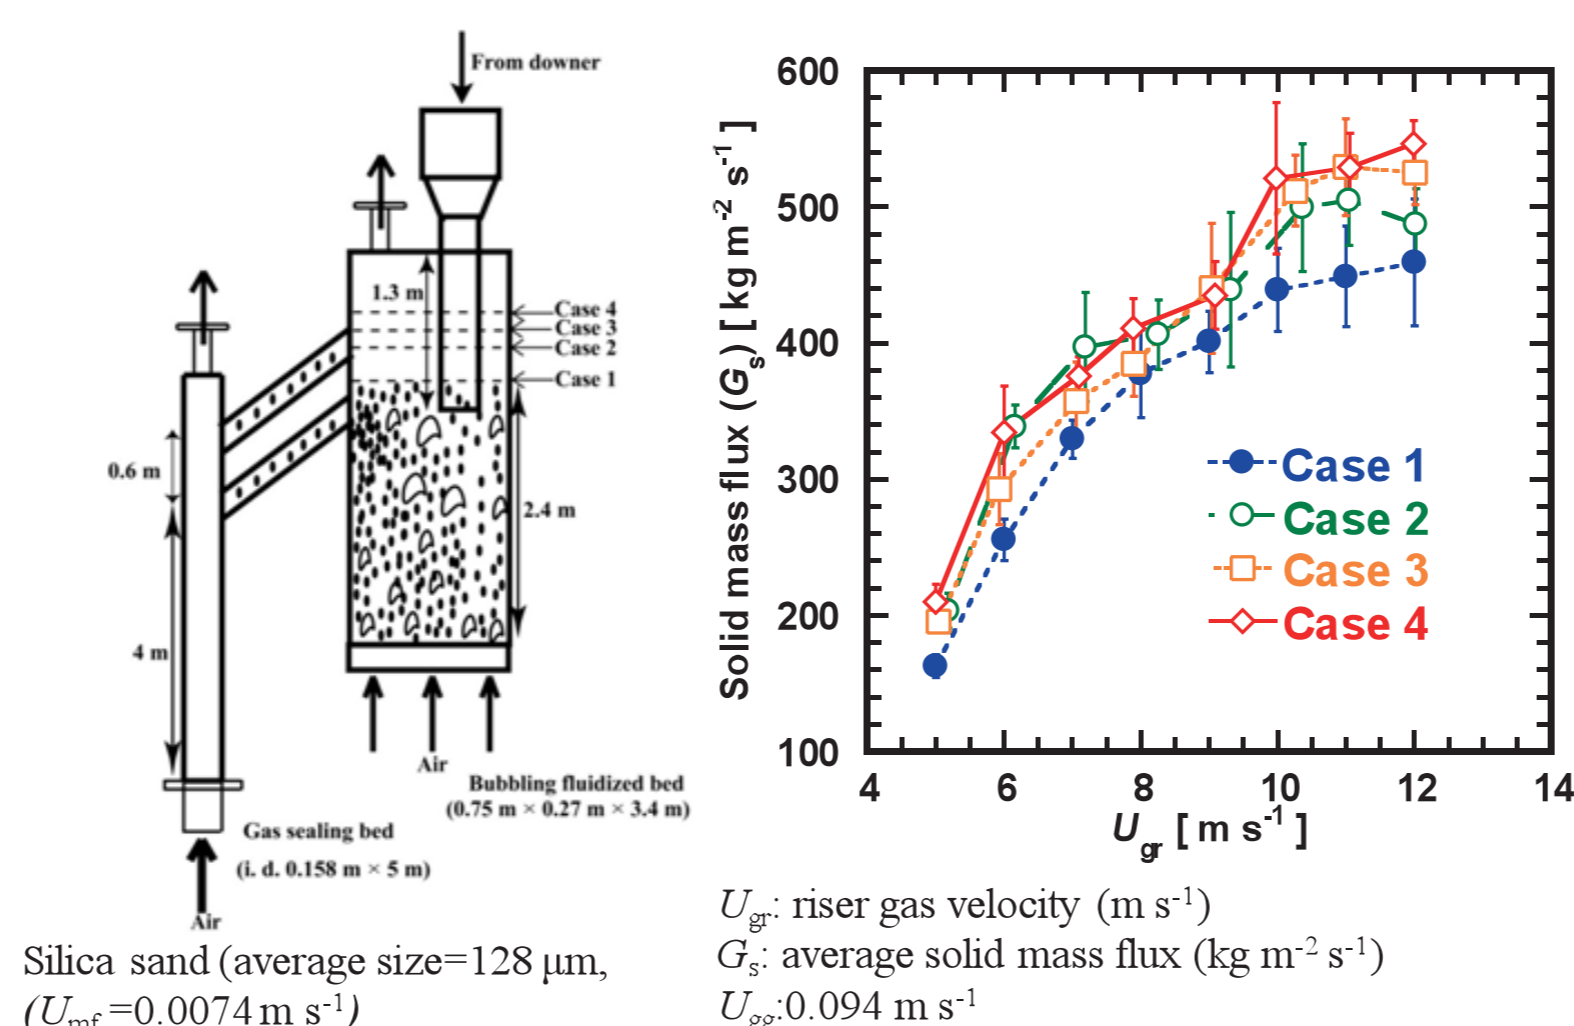 From downer
1.3 m
Case 4
Case 3
Case 2
Case 1
0.6 m
2.4 m
4 m
Air
Bubbling fluidized bed
(0.75 m × 0.27 m × 3.4 m)
Gas sealing bed
(i. d. 0.158 m × 5 m)
Air
Silica sand (average size=128 μm,
(Umf =0.0074 m s-1)
Solid mass flux (Gs) [ kg m-2 s-1 ]
600
500
400
300
200
100
Case 1
Case 2
Case 3
Case 4
4 6 8 10 12 14
Ugr [ m s-1 ]
Ugr: riser gas velocity (m s-1)
Gs: average solid mass flux (kg m-2 s-1)
Ugg:0.094 m s-1